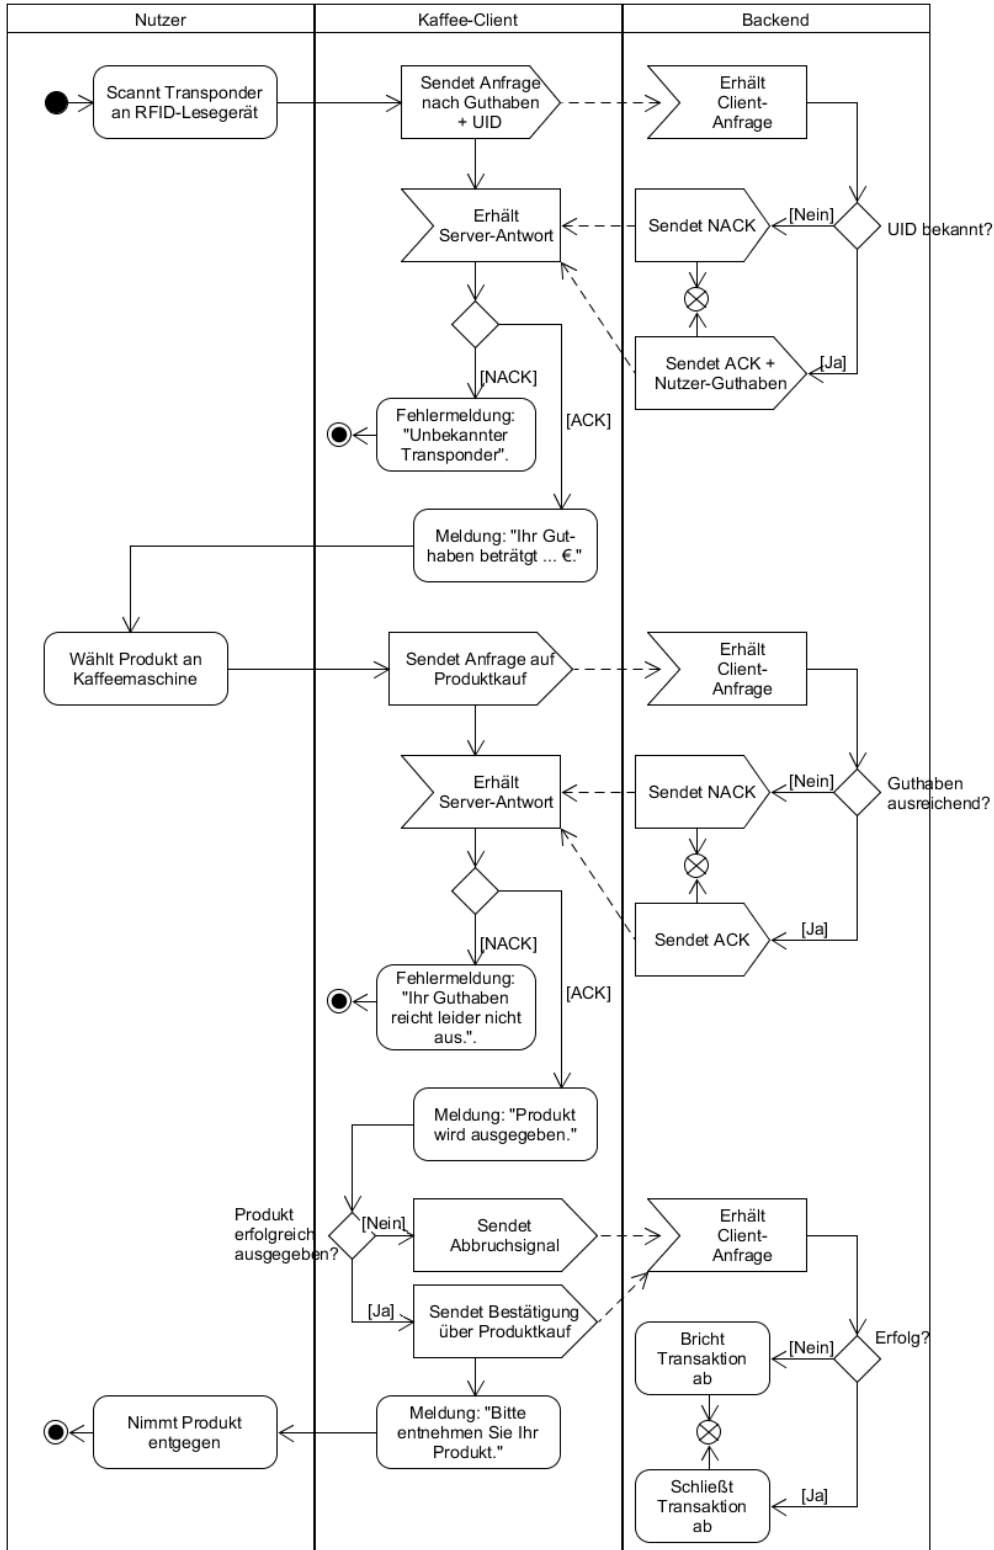 Nutzer
Kaffee-Client
Backend
Scannt Transponder
an RFID-Lesegerät
Sendet Anfrage
nach Guthaben
+ UID
Erhält
Client-
Anfrage
Erhält
Server-Antwort
Sendet NACK
[Nein]
UID bekannt?
Sendet ACK +
Nutzer-Guthaben
[Ja]
[NACK]
[ACK]
Fehlermeldung:
"Unbekannter
Transponder".
Meldung: "Ihr Gut-
haben beträtgt ... €."
Wählt Produkt an
Kaffeemaschine
Sendet Anfrage auf
Produktkauf
Erhält
Client-
Anfrage
Erhält
Server-Antwort
Sendet NACK
[Nein]
Guthaben
ausreichend?
Sendet ACK
[Ja]
[NACK]
[ACK]
Fehlermeldung:
"Ihr Guthaben
reicht leider nicht
aus.".
Meldung: "Produkt
wird ausgegeben."
Produkt
erfolgreich
ausgegeben?
[Nein]
Sendet
Abbruchsignal
Erhält
Client-
Anfrage
[Ja]
Sendet Bestätigung
über Produktkauf
Bricht
Transaktion
ab
[Nein]
Erfolg?
Nimmt Produkt
entgegen
Meldung: "Bitte
entnehmen Sie Ihr
Produkt."
Schließt
Transaktion
ab
[Ja]